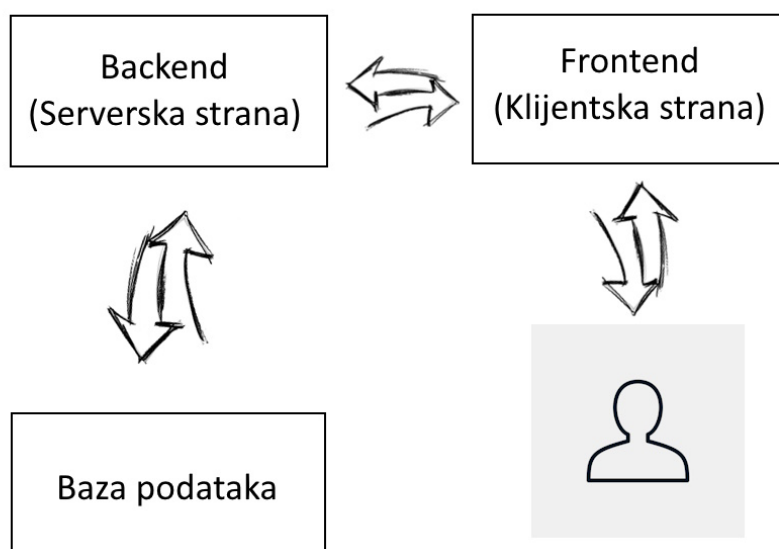 Backend
(Serverska strana)
Frontend
(Klijentska strana)
Baza podataka